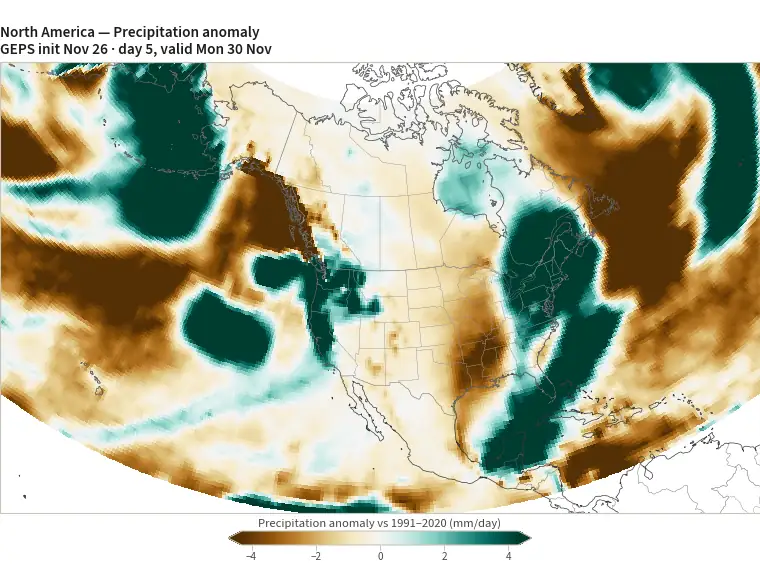 North America — Precipitation anomaly
GEPS init Nov 26 · day 5, valid Mon 30 Nov
Precipitation anomaly vs 1991–2020 (mm/day)
−4 −2 0 2 4